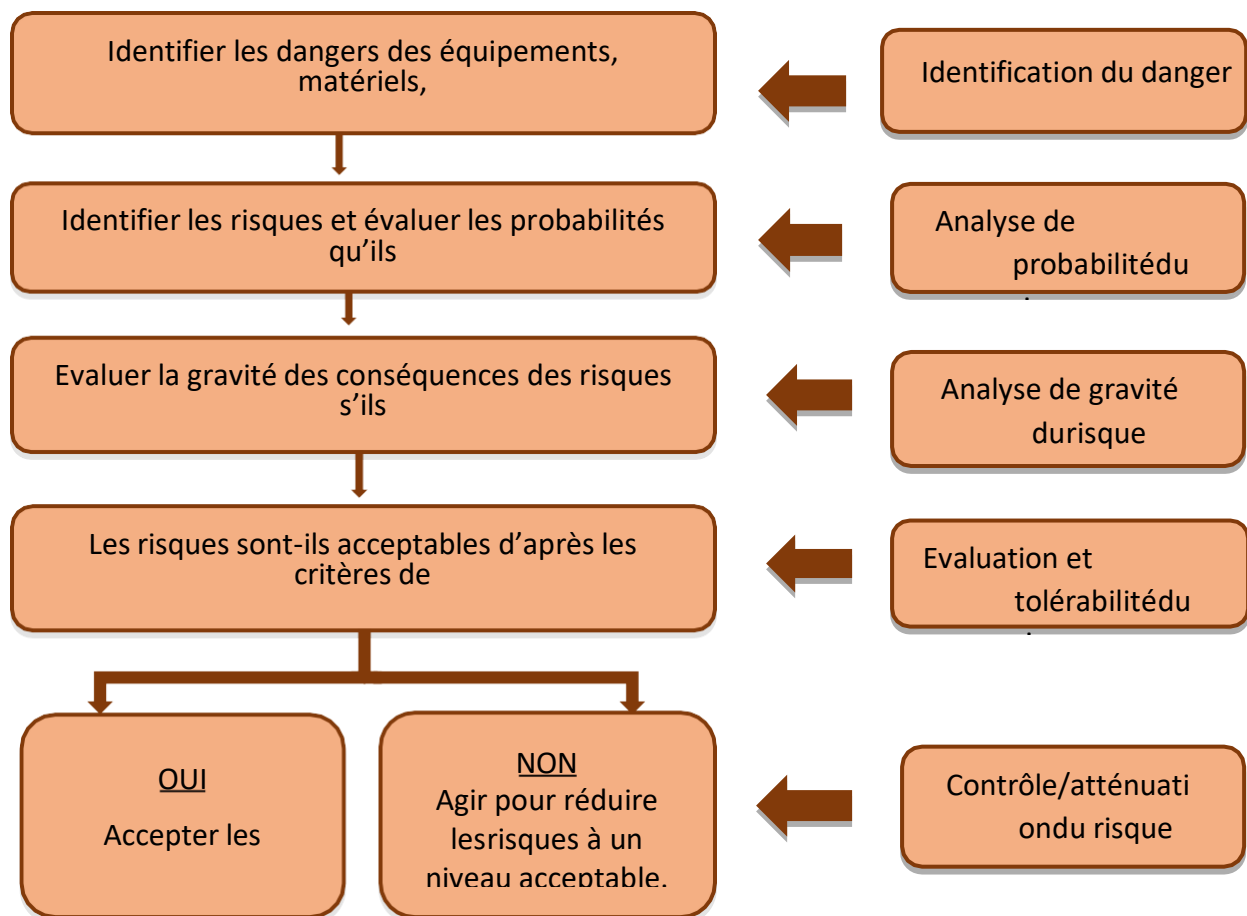 Identifier les dangers des équipements,
matériels,
Identification du danger
Identifier les risques et évaluer les probabilités
qu’ils
Analyse de
probabilitédu
Evaluer la gravité des conséquences des risques
s’ils
Analyse de gravité
durisque
Les risques sont-ils acceptables d’après les
critères de
Evaluation et
tolérabilitédu
OUI
Accepter les
NON
Agir pour réduire
lesrisques à un
niveau acceptable.
Contrôle/atténuati
ondu risque